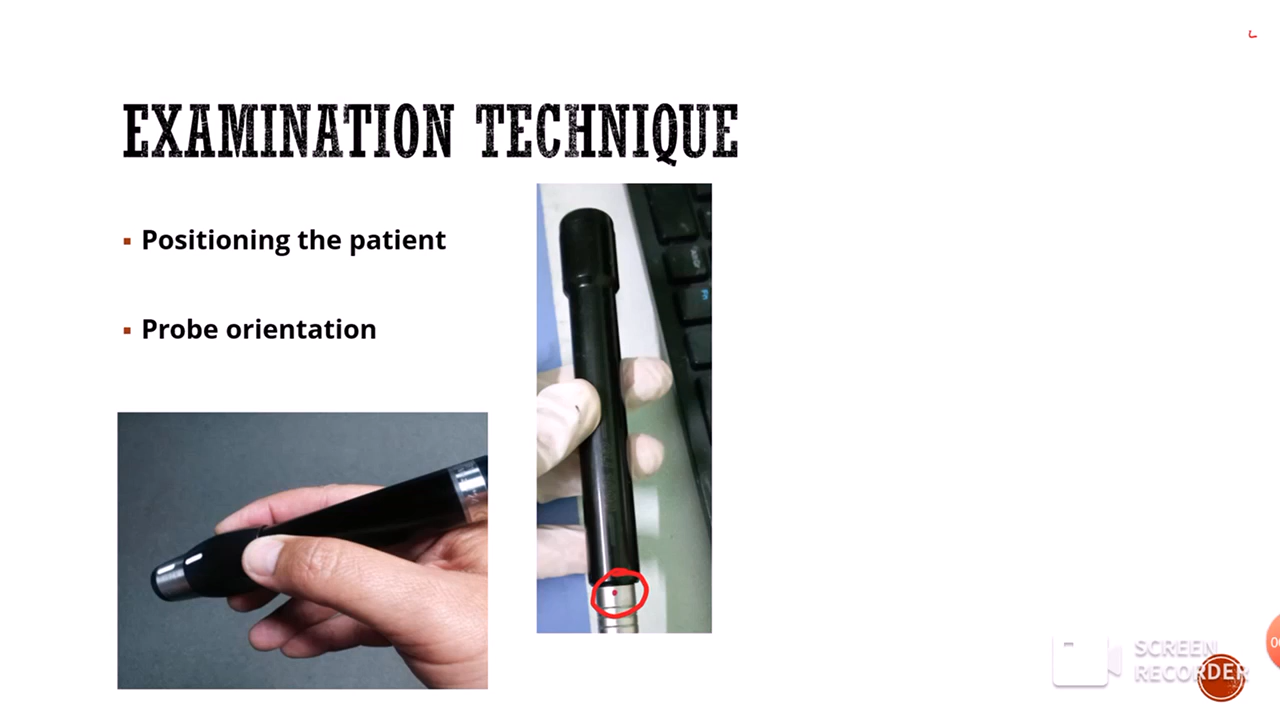 EXAMINATION TECHNIQUE
Positioning the patient
Probe orientation
SCREEN
RECORDER